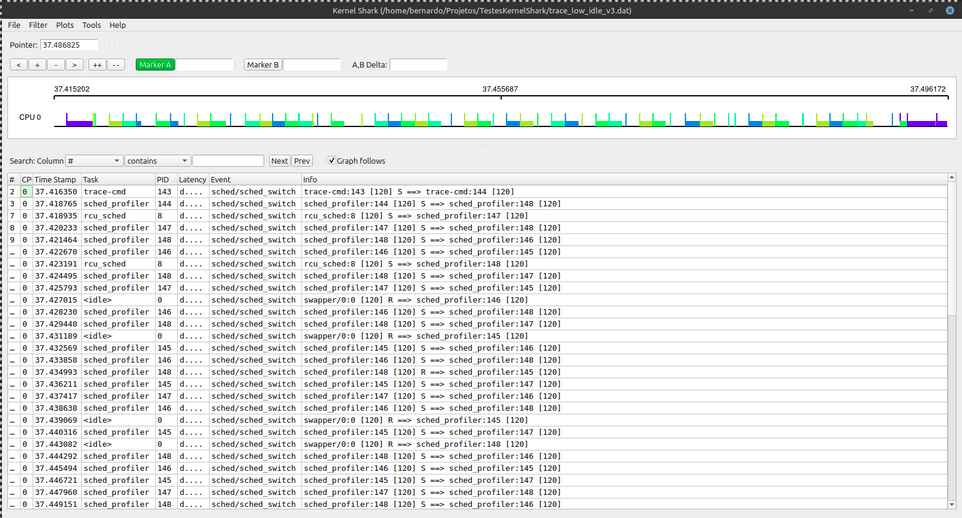 Kernel Shark (/home/bernardo/Projetos/TestesKernelShark/trace_low_idle_v3.dat)
File Filter Plots Tools Help
Pointer: 37.486825
< + - > ++ -- Marker A Marker B A,B Delta:
37.415202 37.455687 37.496172
CPU 0
Search: Column # contains Next Prev Graph follows
# CP Time Stamp Task PID Latency Event Info
2 0 37.416350 trace-cmd 143 d.... sched/sched_switch trace-cmd:143 [120] S ==> trace-cmd:144 [120]
3 0 37.418765 sched_profiler 144 d.... sched/sched_switch sched_profiler:144 [120] S ==> sched_profiler:148 [120]
7 0 37.418935 rcu_sched 8 d.... sched/sched_switch rcu_sched:8 [120] S ==> sched_profiler:147 [120]
8 0 37.420233 sched_profiler 147 d.... sched/sched_switch sched_profiler:147 [120] S ==> sched_profiler:148 [120]
9 0 37.421464 sched_profiler 148 d.... sched/sched_switch sched_profiler:148 [120] S ==> sched_profiler:146 [120]
... 0 37.422670 sched_profiler 146 d.... sched/sched_switch sched_profiler:146 [120] S ==> sched_profiler:145 [120]
... 0 37.423191 rcu_sched 8 d.... sched/sched_switch rcu_sched:8 [120] S ==> sched_profiler:148 [120]
... 0 37.424495 sched_profiler 148 d.... sched/sched_switch sched_profiler:148 [120] S ==> sched_profiler:147 [120]
... 0 37.425793 sched_profiler 147 d.... sched/sched_switch sched_profiler:147 [120] S ==> sched_profiler:145 [120]
... 0 37.427015 <idle> 0 d.... sched/sched_switch swapper/0:0 [120] R ==> sched_profiler:146 [120]
... 0 37.428230 sched_profiler 146 d.... sched/sched_switch sched_profiler:146 [120] S ==> sched_profiler:148 [120]
... 0 37.429440 sched_profiler 148 d.... sched/sched_switch sched_profiler:148 [120] S ==> sched_profiler:147 [120]
... 0 37.431189 <idle> 0 d.... sched/sched_switch swapper/0:0 [120] R ==> sched_profiler:145 [120]
... 0 37.432569 sched_profiler 145 d.... sched/sched_switch sched_profiler:145 [120] S ==> sched_profiler:146 [120]
... 0 37.433858 sched_profiler 146 d.... sched/sched_switch sched_profiler:146 [120] S ==> sched_profiler:148 [120]
... 0 37.434993 sched_profiler 148 d.... sched/sched_switch sched_profiler:148 [120] R ==> sched_profiler:145 [120]
... 0 37.436211 sched_profiler 145 d.... sched/sched_switch sched_profiler:145 [120] S ==> sched_profiler:147 [120]
... 0 37.437417 sched_profiler 147 d.... sched/sched_switch sched_profiler:147 [120] S ==> sched_profiler:146 [120]
... 0 37.438638 sched_profiler 146 d.... sched/sched_switch sched_profiler:146 [120] S ==> sched_profiler:148 [120]
... 0 37.439069 <idle> 0 d.... sched/sched_switch swapper/0:0 [120] R ==> sched_profiler:145 [120]
... 0 37.440316 sched_profiler 145 d.... sched/sched_switch sched_profiler:145 [120] S ==> sched_profiler:147 [120]
... 0 37.443082 <idle> 0 d.... sched/sched_switch swapper/0:0 [120] R ==> sched_profiler:148 [120]
... 0 37.444292 sched_profiler 148 d.... sched/sched_switch sched_profiler:148 [120] S ==> sched_profiler:146 [120]
... 0 37.445494 sched_profiler 146 d.... sched/sched_switch sched_profiler:146 [120] S ==> sched_profiler:145 [120]
... 0 37.446721 sched_profiler 145 d.... sched/sched_switch sched_profiler:145 [120] S ==> sched_profiler:147 [120]
... 0 37.447960 sched_profiler 147 d.... sched/sched_switch sched_profiler:147 [120] S ==> sched_profiler:148 [120]
... 0 37.449151 sched_profiler 148 d.... sched/sched_switch sched_profiler:148 [120] S ==> sched_profiler:146 [120]